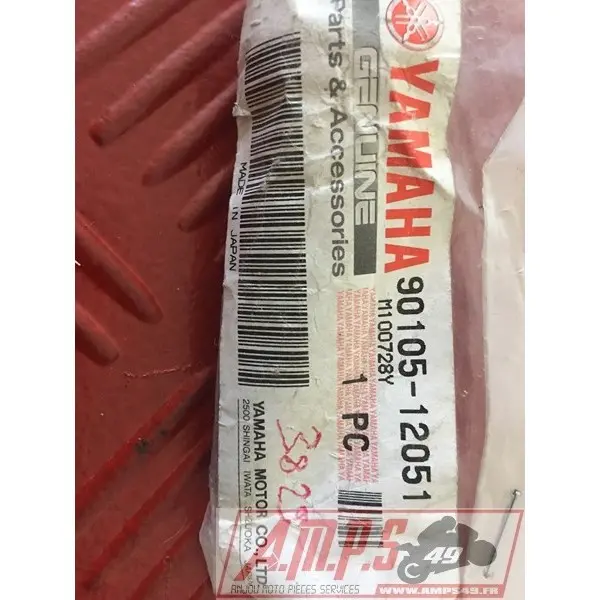 YAMAHA
GENUINE
Parts & Accessories
MADE IN JAPAN
90105-12051
M100728Y
1 PC
YAMAHA MOTOR CO., LTD
2500 SHINGAI IWATA SHIZUOKA
A.M.P.S 49
ANJOU MOTO PIECES SERVICES
WWW.AMPS49.FR